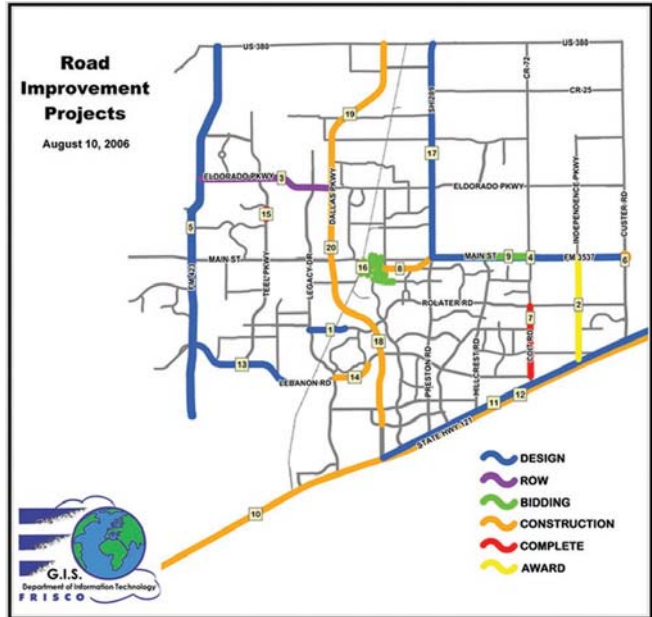 Road
Improvement
Projects
August 10, 2006
US 380
US 380
CR-72
CR-25
SH 289
19
17
ELDORADO PKWY
3
DALLAS PKWY
ELDORADO PKWY
INDEPENDENCE PKWY
CUSTER RD
15
5
MAIN ST
20
16
8
MAIN ST
9
4
FM 3537
6
FM 423
TEEL PKWY
LEGACY DR
ROLATER RD
2
7
1
18
COIT RD
13
LEBANON RD
14
PRESTON RD
HILLCREST RD
12
11
STATE HWY 121
10
DESIGN
ROW
BIDDING
CONSTRUCTION
COMPLETE
AWARD
G.I.S.
Department of Information Technology
FRISCO